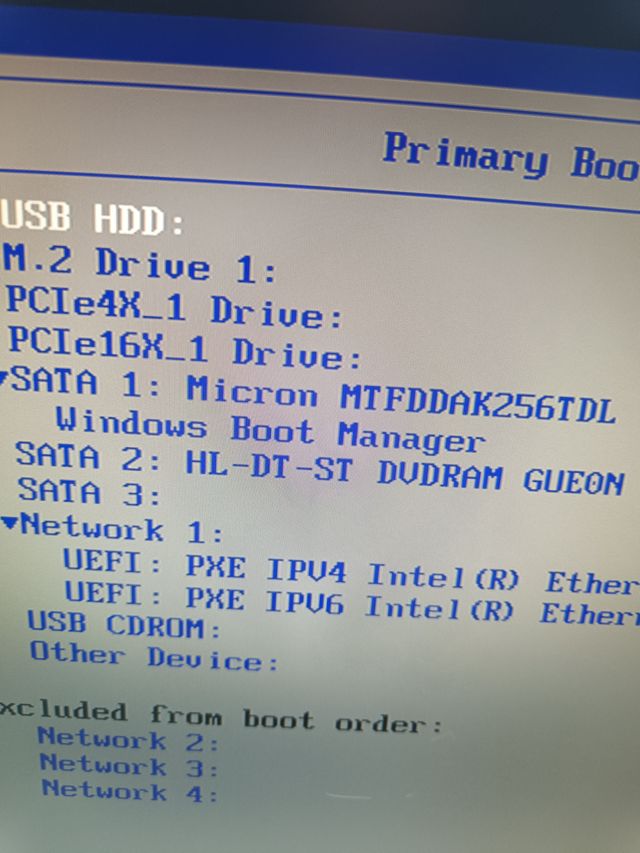 Primary Boo
USB HDD:
M.2 Drive 1:
PCIe4X_1 Drive:
PCIe16X_1 Drive:
▼SATA 1: Micron MTFDDAK256TDL
Windows Boot Manager
SATA 2: HL-DT-ST DVDRAM GUE0N
SATA 3:
▼Network 1:
UEFI: PXE IPV4 Intel(R) Ether
UEFI: PXE IPV6 Intel(R) Ether
USB CDROM:
Other Device:
xcluded from boot order:
Network 2:
Network 3:
Network 4: